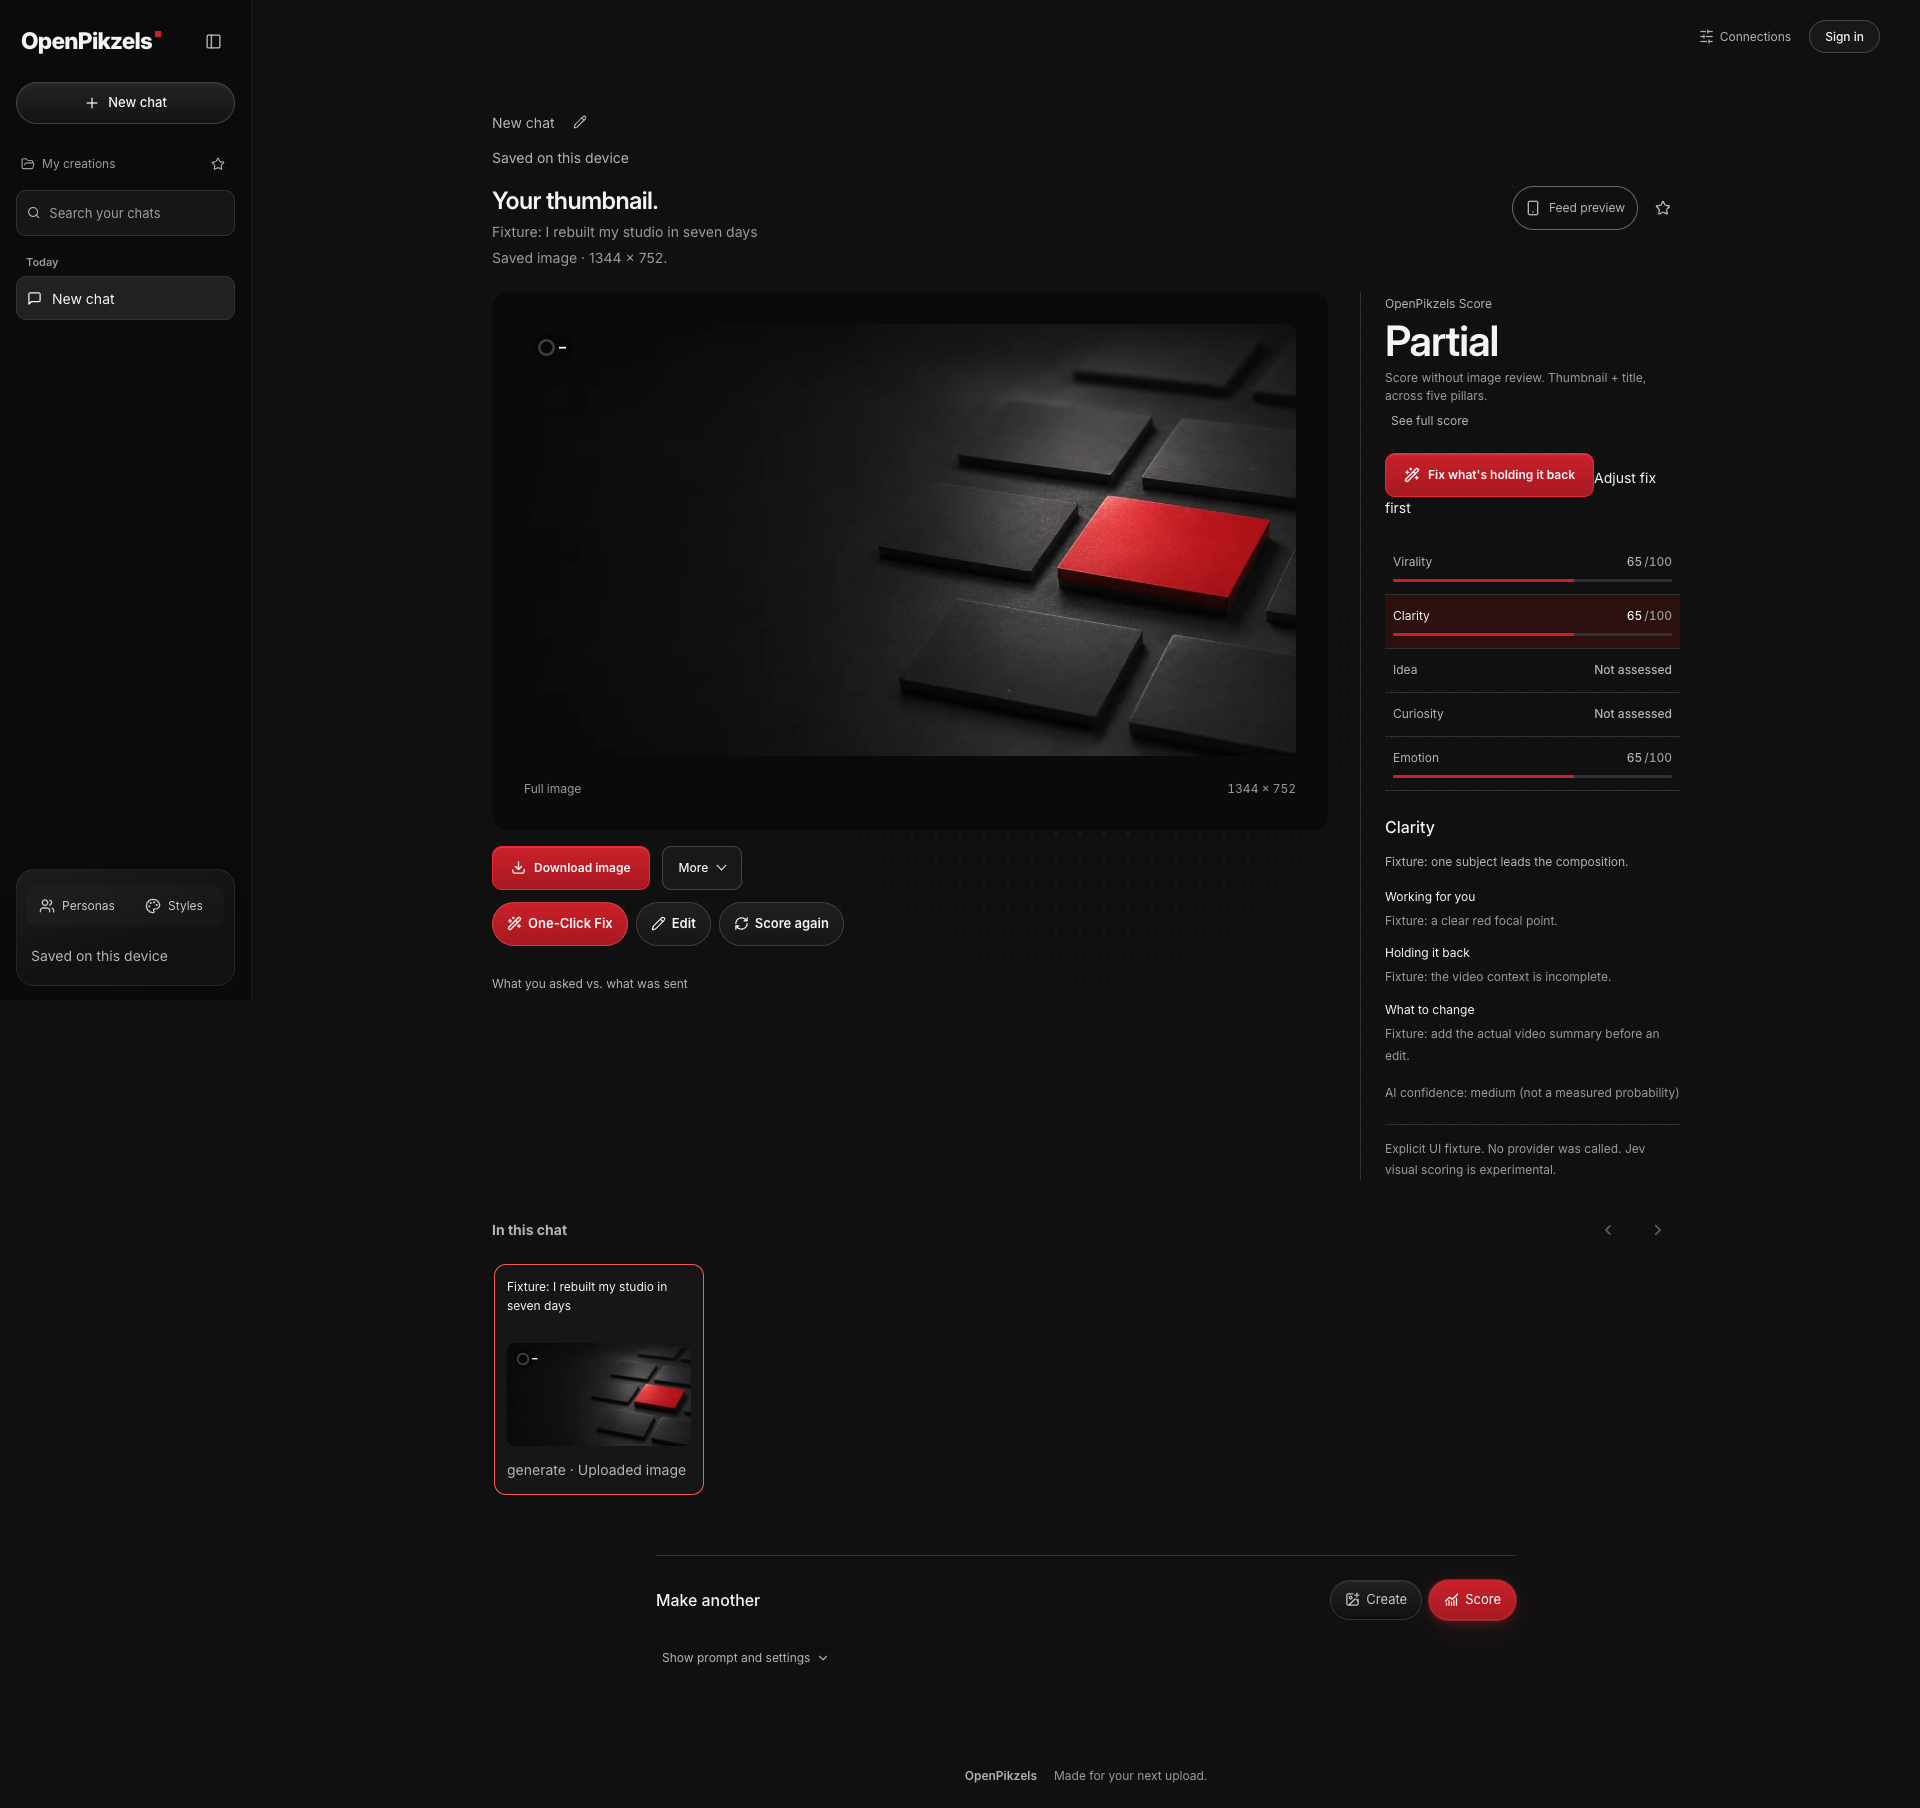 OpenPikzels
Connections
Sign in
New chat
My creations
Search your chats
Today
New chat
Personas
Styles
Saved on this device
New chat
Saved on this device
Your thumbnail.
Fixture: I rebuilt my studio in seven days
Saved image · 1344 × 752.
Feed preview
–
Full image
1344 × 752
Download image
More
One-Click Fix
Edit
Score again
What you asked vs. what was sent
OpenPikzels Score
Partial
Score without image review. Thumbnail + title,
across five pillars.
See full score
Fix what's holding it back
Adjust fix
first
Virality
65/100
Clarity
65/100
Idea
Not assessed
Curiosity
Not assessed
Emotion
65/100
Clarity
Fixture: one subject leads the composition.
Working for you
Fixture: a clear red focal point.
Holding it back
Fixture: the video context is incomplete.
What to change
Fixture: add the actual video summary before an
edit.
AI confidence: medium (not a measured probability)
Explicit UI fixture. No provider was called. Jev
visual scoring is experimental.
In this chat
Fixture: I rebuilt my studio in
seven days
–
generate · Uploaded image
Make another
Create
Score
Show prompt and settings
OpenPikzels
Made for your next upload.